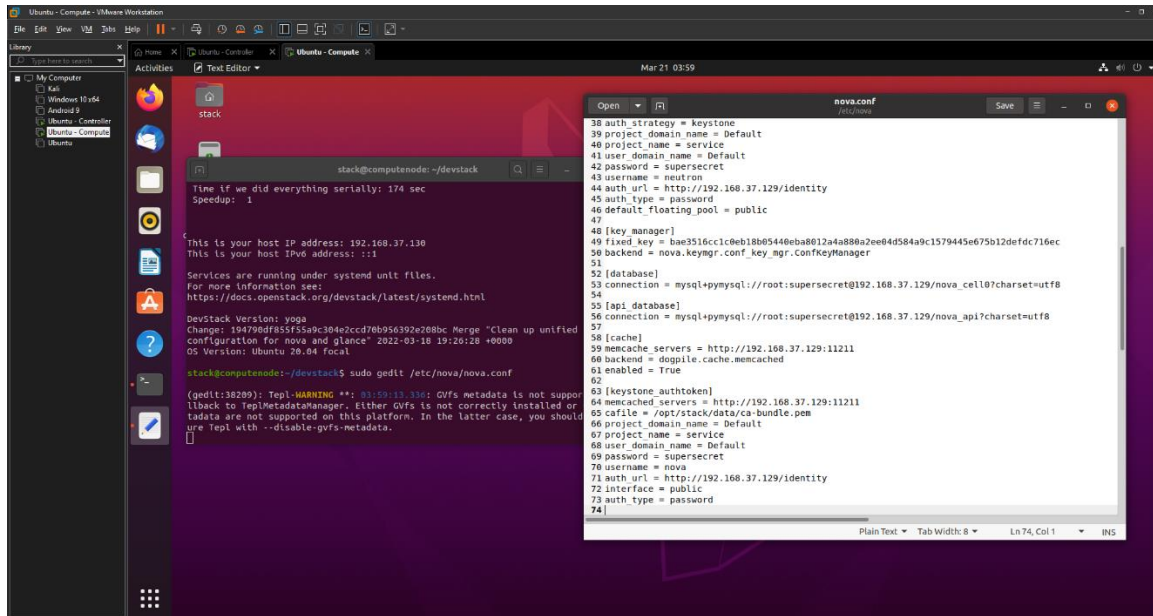 Ubuntu - Compute - VMware Workstation
File Edit View VM Tabs Help
Library
Type here to search
My Computer
Kali
Windows 10 x64
Android 9
Ubuntu - Controller
Ubuntu - Compute
Ubuntu
Home
Ubuntu - Controller
Ubuntu - Compute
Activities
Text Editor
Mar 21 03:59
stack
stack@computenode: ~/devstack
Time if we did everything serially: 174 sec
Speedup: 1
This is your host IP address: 192.168.37.130
This is your host IPv6 address: ::1
Services are running under systemd unit files.
For more information see:
https://docs.openstack.org/devstack/latest/systemd.html
DevStack Version: yoga
Change: 194790df855f55a9c304e2ccd70b956392e208bc Merge "Clean up unified
configuration for nova and glance" 2022-03-18 19:26:28 +0000
OS Version: Ubuntu 20.04 focal
stack@computenode:~/devstack$ sudo gedit /etc/nova/nova.conf
(gedit:38209): Tepl-WARNING **: 03:59:13.336: GVfs metadata is not suppor
llback to TeplMetadataManager. Either GVfs is not correctly installed or
tadata are not supported on this platform. In the latter case, you should
ure Tepl with --disable-gvfs-metadata.
Open
nova.conf
/etc/nova
Save
38 auth_strategy = keystone
39 project_domain_name = Default
40 project_name = service
41 user_domain_name = Default
42 password = supersecret
43 username = neutron
44 auth_url = http://192.168.37.129/identity
45 auth_type = password
46 default_floating_pool = public
47
48 [key_manager]
49 fixed_key = bae3516cc1c0eb18b05440eba8012a4a880a2ee04d584a9c1579445e675b12defdc716ec
50 backend = nova.keymgr.conf_key_mgr.ConfKeyManager
51
52 [database]
53 connection = mysql+pymysql://root:supersecret@192.168.37.129/nova_cell0?charset=utf8
54
55 [api_database]
56 connection = mysql+pymysql://root:supersecret@192.168.37.129/nova_api?charset=utf8
57
58 [cache]
59 memcache_servers = http://192.168.37.129:11211
60 backend = dogpile.cache.memcached
61 enabled = True
62
63 [keystone_authtoken]
64 memcached_servers = http://192.168.37.129:11211
65 cafile = /opt/stack/data/ca-bundle.pem
66 project_domain_name = Default
67 project_name = service
68 user_domain_name = Default
69 password = supersecret
70 username = nova
71 auth_url = http://192.168.37.129/identity
72 interface = public
73 auth_type = password
74
Plain Text Tab Width: 8 Ln 74, Col 1 INS